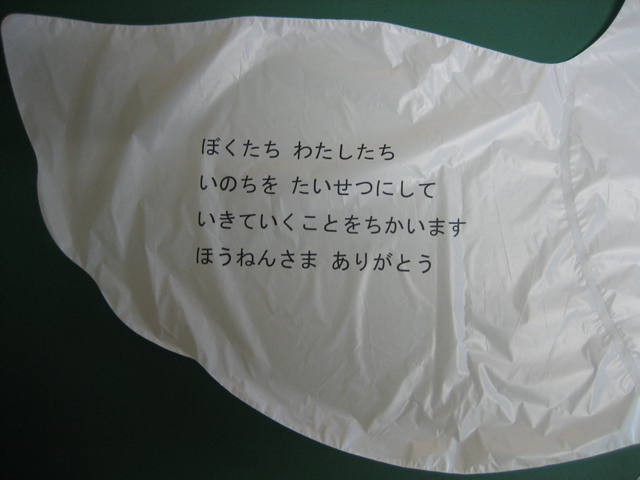 ぼくたち わたしたち
いのちを たいせつにして
いきていくことをちかいます
ほうねんさま ありがとう